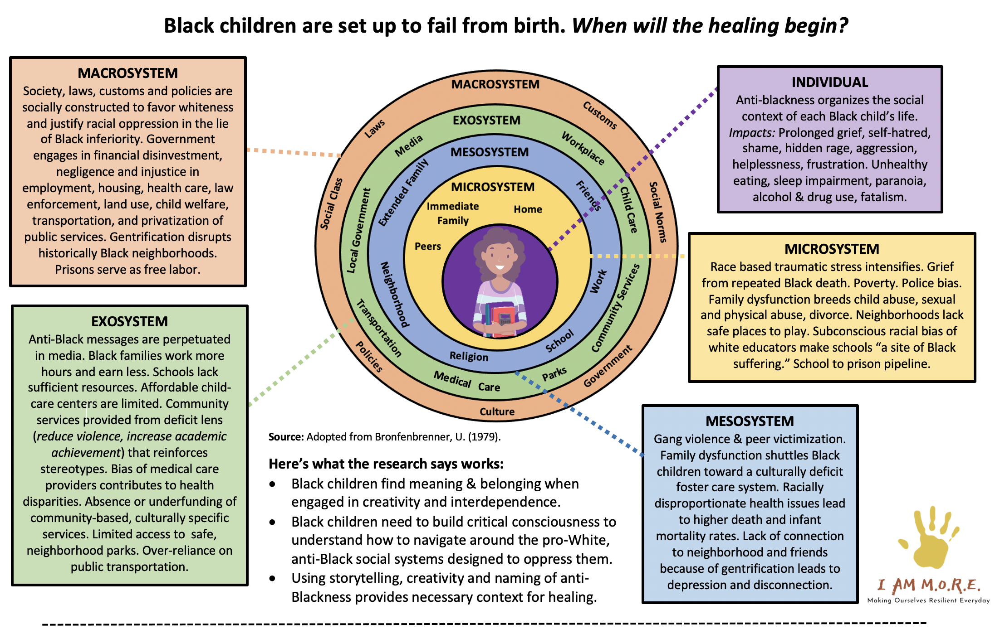 Black children are set up to fail from birth. When will the healing begin?
MACROSYSTEM
Society, laws, customs and policies are
socially constructed to favor whiteness
and justify racial oppression in the lie
of Black inferiority. Government
engages in financial disinvestment,
negligence and injustice in
employment, housing, health care, law
enforcement, land use, child welfare,
transportation, and privatization of
public services. Gentrification disrupts
historically Black neighborhoods.
Prisons serve as free labor.
EXOSYSTEM
Anti-Black messages are perpetuated
in media. Black families work more
hours and earn less. Schools lack
sufficient resources. Affordable child-
care centers are limited. Community
services provided from deficit lens
(reduce violence, increase academic
achievement) that reinforces
stereotypes. Bias of medical care
providers contributes to health
disparities. Absence or underfunding of
community-based, culturally specific
services. Limited access to  safe,
neighborhood parks. Over-reliance on
public transportation.
MACROSYSTEM
Laws
Customs
Social Class
Social Norms
Policies
Government
Culture
EXOSYSTEM
Media
Workplace
Local Government
Child Care
Transportation
Community Services
Medical Care
Parks
MESOSYSTEM
Extended Family
Friends
Neighborhood
Work
Religion
School
MICROSYSTEM
Immediate
Family
Home
Peers
Source: Adopted from Bronfenbrenner, U. (1979).
Here's what the research says works:
• Black children find meaning & belonging when
engaged in creativity and interdependence.
• Black children need to build critical consciousness to
understand how to navigate around the pro-White,
anti-Black social systems designed to oppress them.
• Using storytelling, creativity and naming of anti-
Blackness provides necessary context for healing.
INDIVIDUAL
Anti-blackness organizes the social
context of each Black child's life.
Impacts: Prolonged grief, self-hatred,
shame, hidden rage, aggression,
helplessness, frustration. Unhealthy
eating, sleep impairment, paranoia,
alcohol & drug use, fatalism.
MICROSYSTEM
Race based traumatic stress intensifies. Grief
from repeated Black death. Poverty. Police bias.
Family dysfunction breeds child abuse, sexual
and physical abuse, divorce. Neighborhoods lack
safe places to play. Subconscious racial bias of
white educators make schools “a site of Black
suffering.” School to prison pipeline.
MESOSYSTEM
Gang violence & peer victimization.
Family dysfunction shuttles Black
children toward a culturally deficit
foster care system. Racially
disproportionate health issues lead
to higher death and infant
mortality rates. Lack of connection
to neighborhood and friends
because of gentrification leads to
depression and disconnection.
I AM M.O.R.E.
Making Ourselves Resilient Everyday